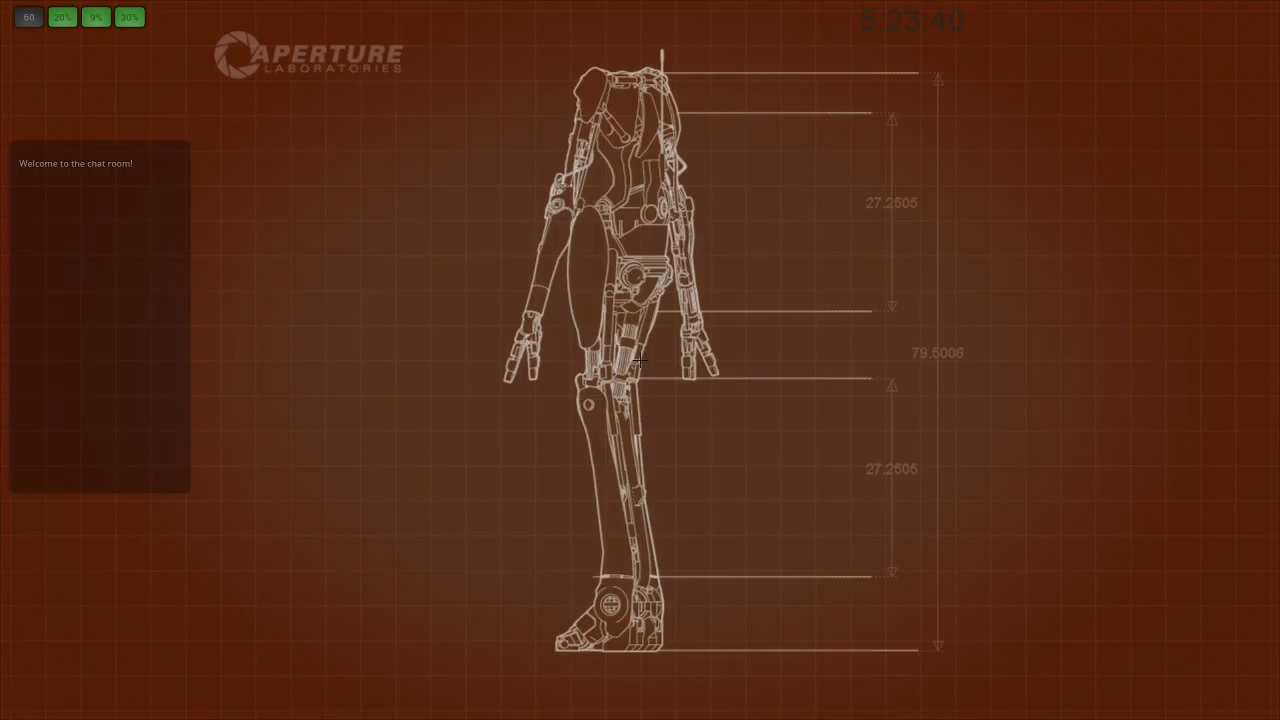 60 20% 9% 30%
5:23:40
APERTURE
LABORATORIES
Welcome to the chat room!
27.2505
79.5006
27.2505